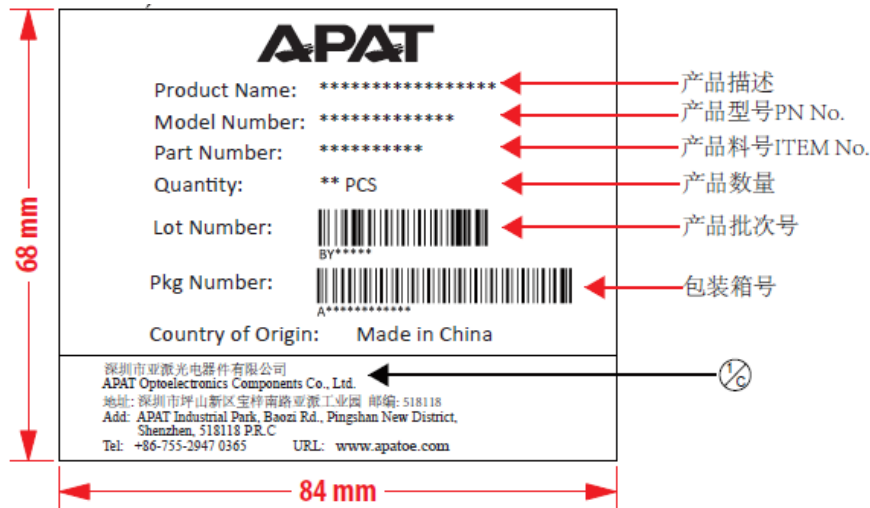 APAT
Product Name: ***************** 产品描述
Model Number: ************* 产品型号PN No.
Part Number: ********** 产品料号ITEM No.
Quantity: ** PCS 产品数量
Lot Number: 产品批次号
BY*****
Pkg Number: 包装箱号
A************
Country of Origin: Made in China
深圳市亚派光电器件有限公司
APAT Optoelectronics Components Co., Ltd.
1/C
地址: 深圳市坪山新区宝梓南路亚派工业园 邮编: 518118
Add: APAT Industrial Park, Baozi Rd., Pingshan New District,
Shenzhen, 518118 P.R.C
Tel: +86-755-2947 0365 URL: www.apatoe.com
68 mm
84 mm